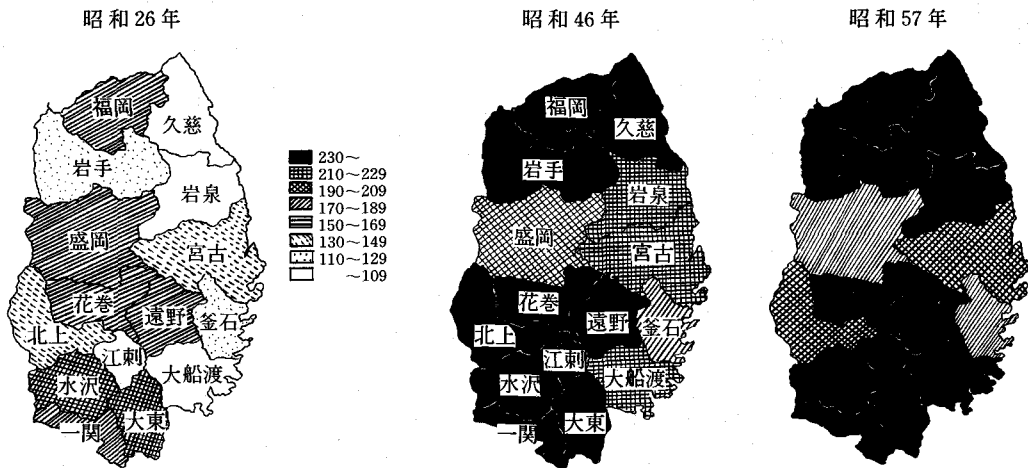 昭和26年
福岡
久慈
岩手
岩泉
盛岡
宮古
花巻
遠野
釜石
北上
江刺
大船渡
水沢
大東
一関
230～
210～229
190～209
170～189
150～169
130～149
110～129
～109
昭和46年
福岡
久慈
岩手
岩泉
盛岡
宮古
花巻
遠野
釜石
北上
江刺
大船渡
水沢
大東
一関
昭和57年